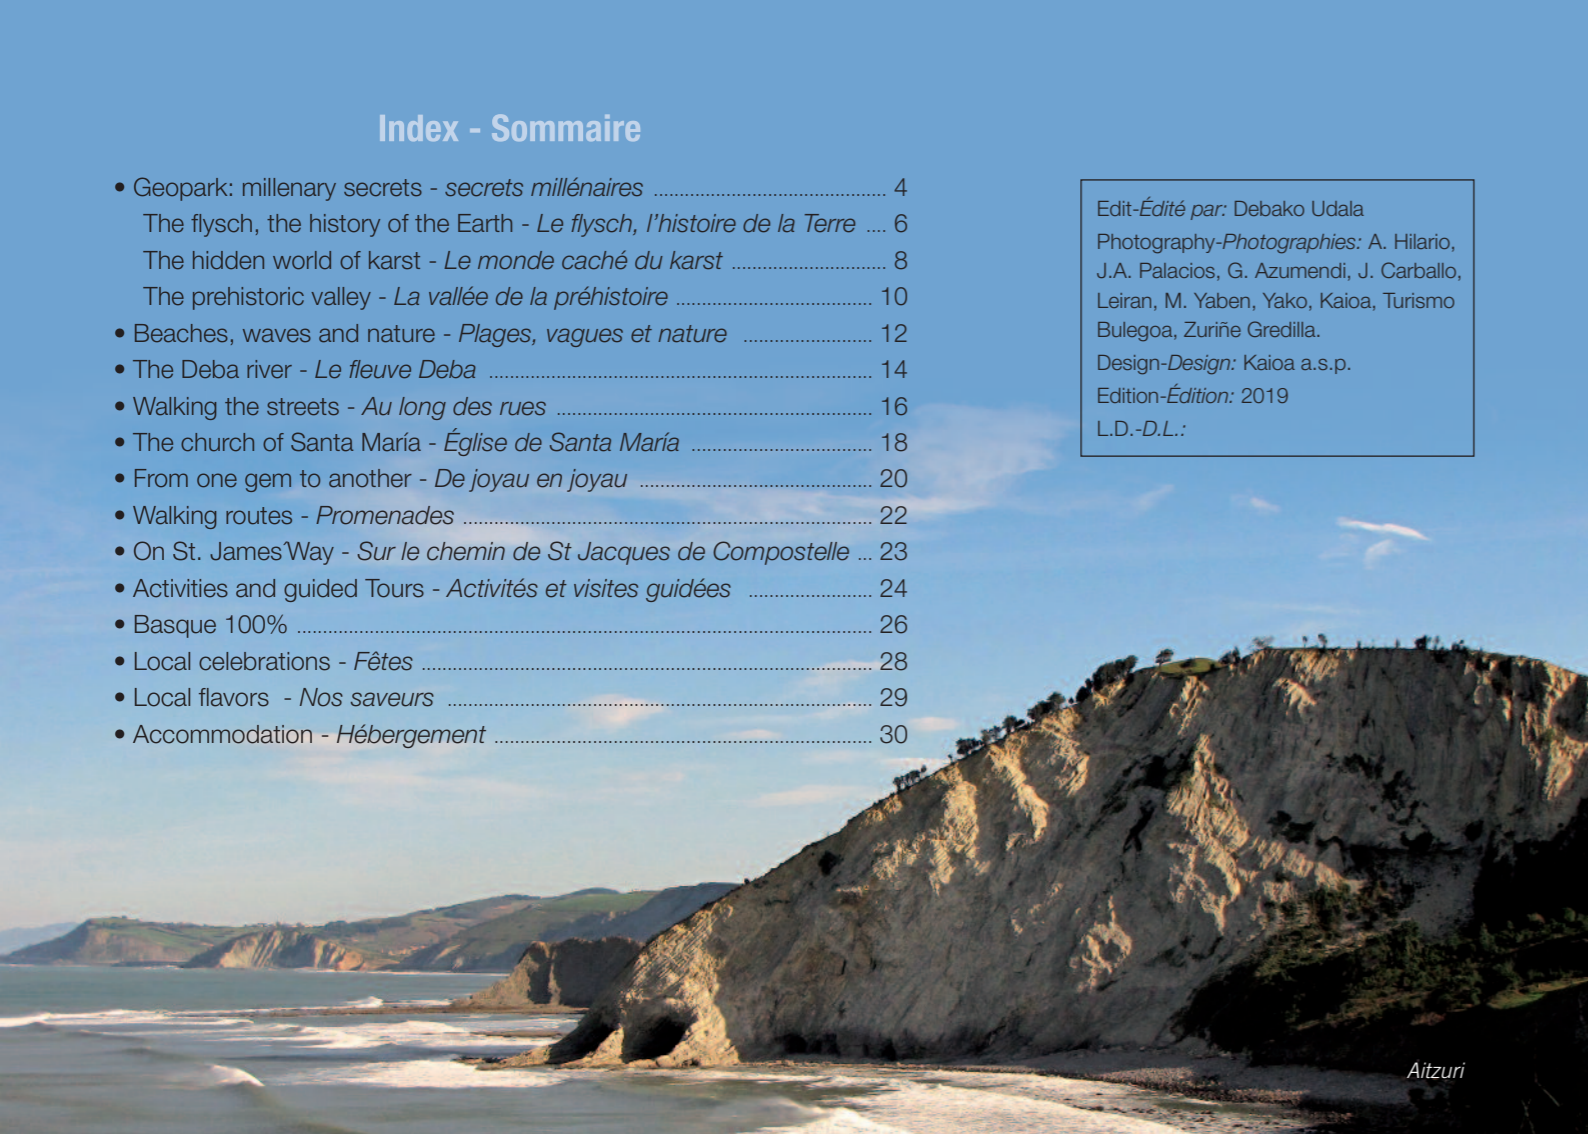 Index - Sommaire
• Geopark: millenary secrets - secrets millénaires ............................................. 4
The flysch, the history of the Earth - Le flysch, l’histoire de la Terre .... 6
The hidden world of karst - Le monde caché du karst .............................. 8
The prehistoric valley - La vallée de la préhistoire ...................................... 10
• Beaches, waves and nature - Plages, vagues et nature ......................... 12
• The Deba river - Le fleuve Deba .......................................................................... 14
• Walking the streets - Au long des rues ............................................................. 16
• The church of Santa María - Église de Santa María ................................... 18
• From one gem to another - De joyau en joyau ............................................. 20
• Walking routes - Promenades ............................................................................... 22
• On St. James´Way - Sur le chemin de St Jacques de Compostelle ... 23
• Activities and guided Tours - Activités et visites guidées ........................ 24
• Basque 100% ................................................................................................................ 26
• Local celebrations - Fêtes ........................................................................................ 28
• Local flavors - Nos saveurs .................................................................................. 29
• Accommodation - Hébergement ......................................................................... 30
Edit-Édité par: Debako Udala
Photography-Photographies: A. Hilario,
J.A. Palacios, G. Azumendi, J. Carballo,
Leiran, M. Yaben, Yako, Kaioa, Turismo
Bulegoa, Zuriñe Gredilla.
Design-Design: Kaioa a.s.p.
Edition-Édition: 2019
L.D.-D.L.:
Aitzuri